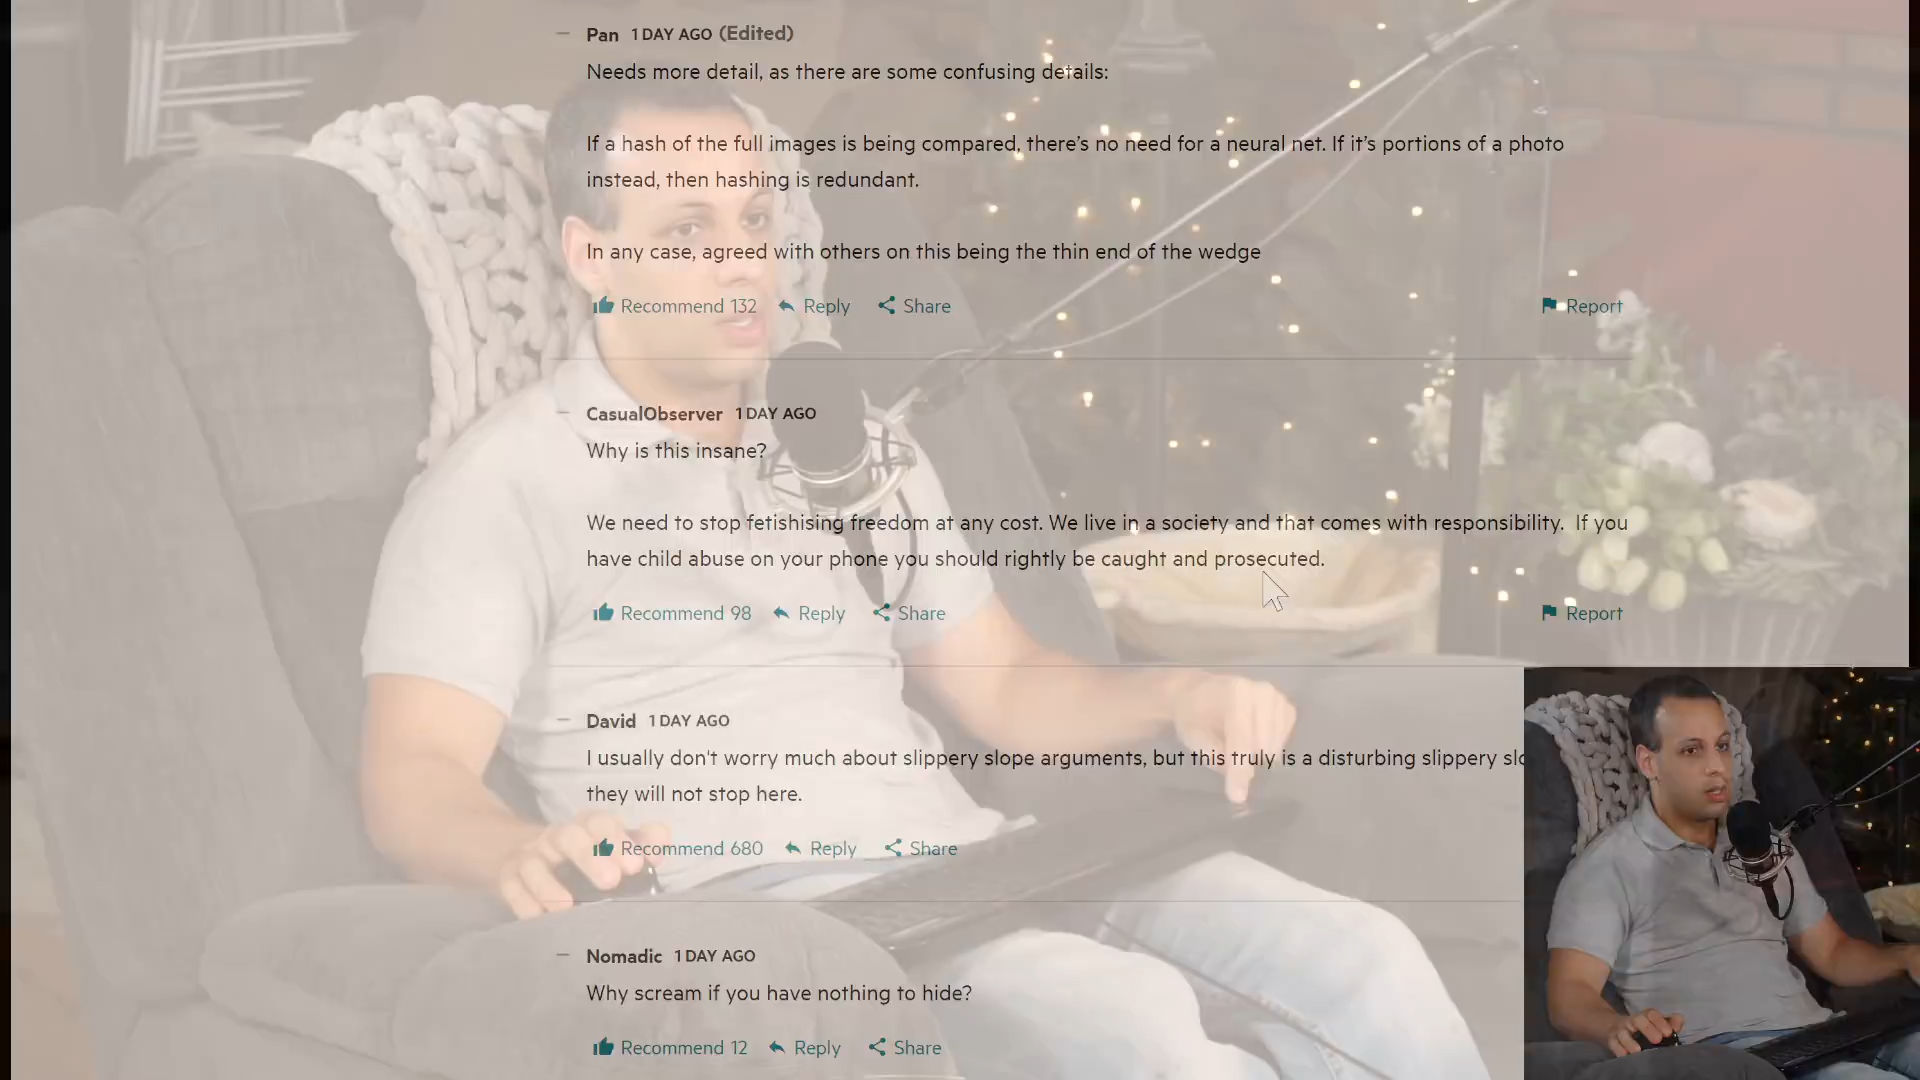 Pan 1 DAY AGO (Edited)
Needs more detail, as there are some confusing details:
If a hash of the full images is being compared, there's no need for a neural net. If it's portions of a photo
instead, then hashing is redundant.
In any case, agreed with others on this being the thin end of the wedge
Recommend 132 Reply Share Report
CasualObserver 1 DAY AGO
Why is this insane?
We need to stop fetishising freedom at any cost. We live in a society and that comes with responsibility. If you
have child abuse on your phone you should rightly be caught and prosecuted.
Recommend 98 Reply Share Report
David 1 DAY AGO
I usually don't worry much about slippery slope arguments, but this truly is a disturbing slippery
they will not stop here.
Recommend 680 Reply Share
Nomadic 1 DAY AGO
Why scream if you have nothing to hide?
Recommend 12 Reply Share